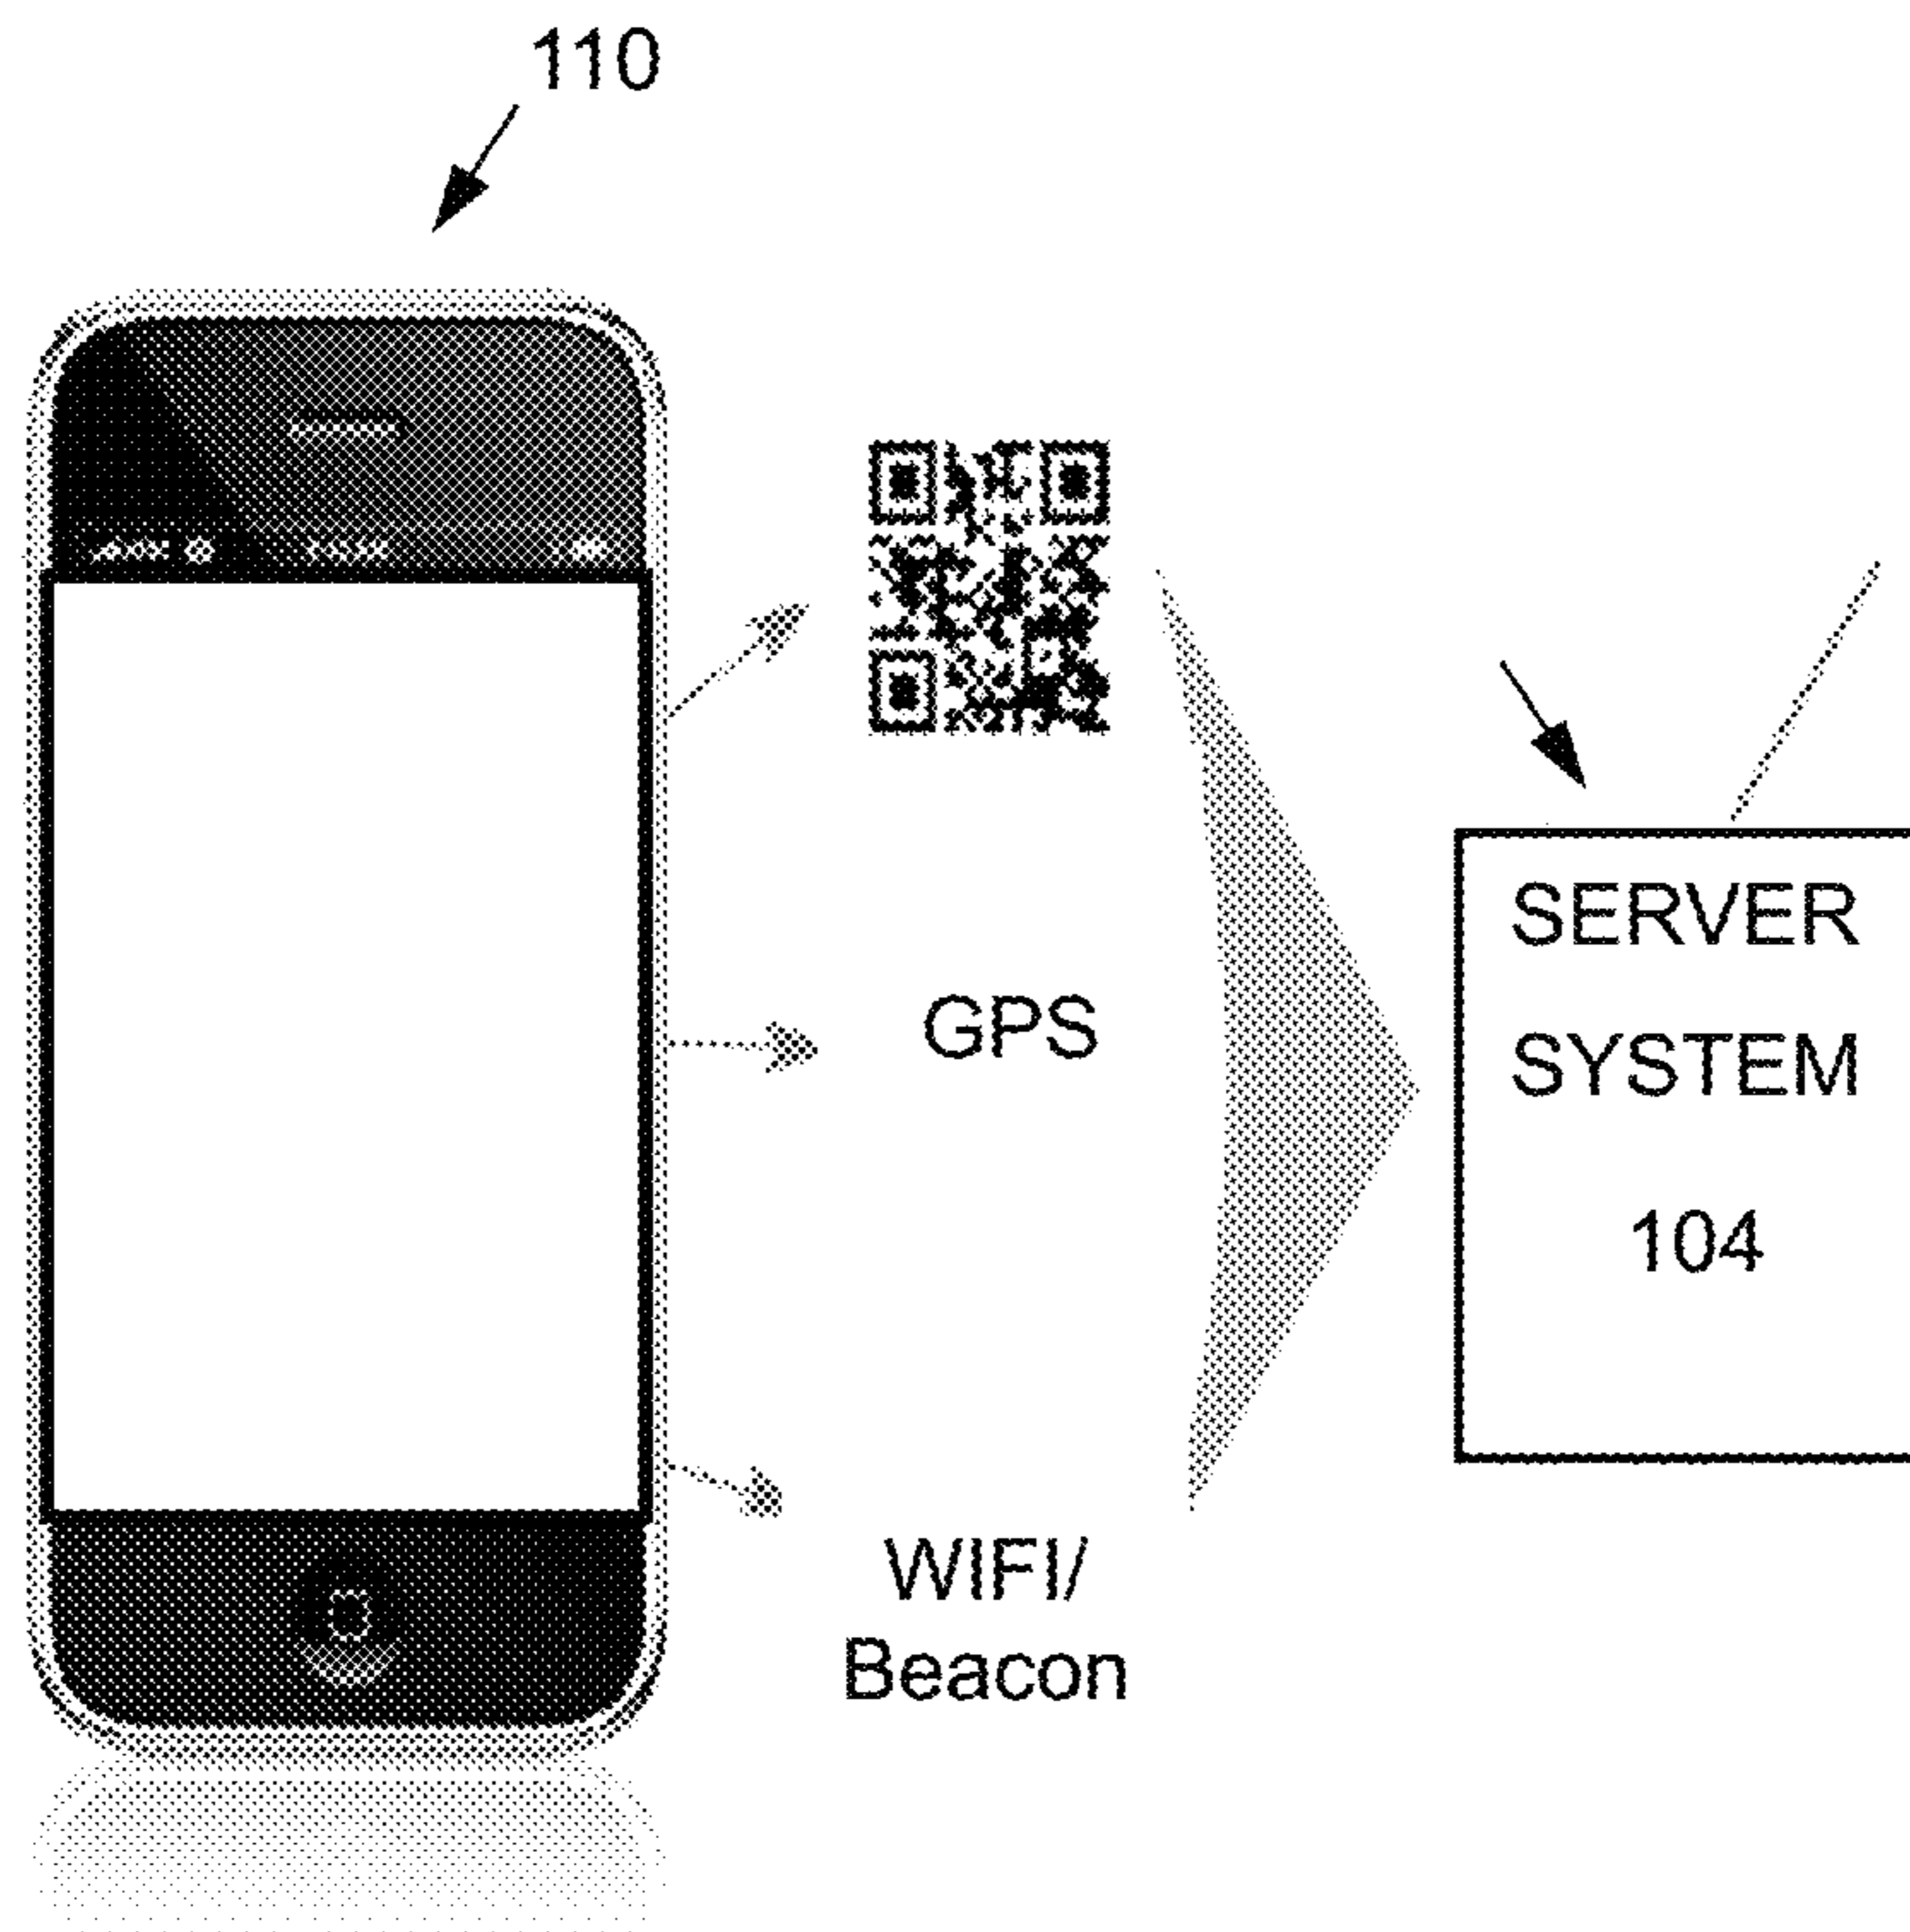 110
GPS
WIFI/
Beacon
SERVER
SYSTEM
104